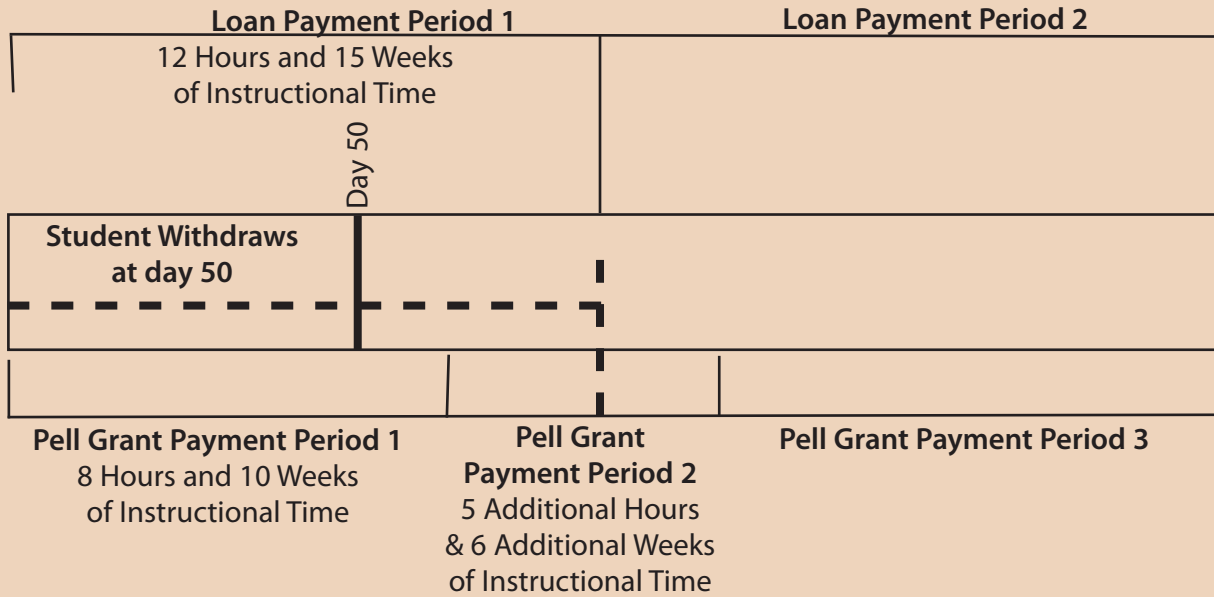 Loan Payment Period 1
Loan Payment Period 2
12 Hours and 15 Weeks
of Instructional Time
Day 50
Student Withdraws
at day 50
Pell Grant Payment Period 1
8 Hours and 10 Weeks
of Instructional Time
Pell Grant
Payment Period 2
5 Additional Hours
& 6 Additional Weeks
of Instructional Time
Pell Grant Payment Period 3